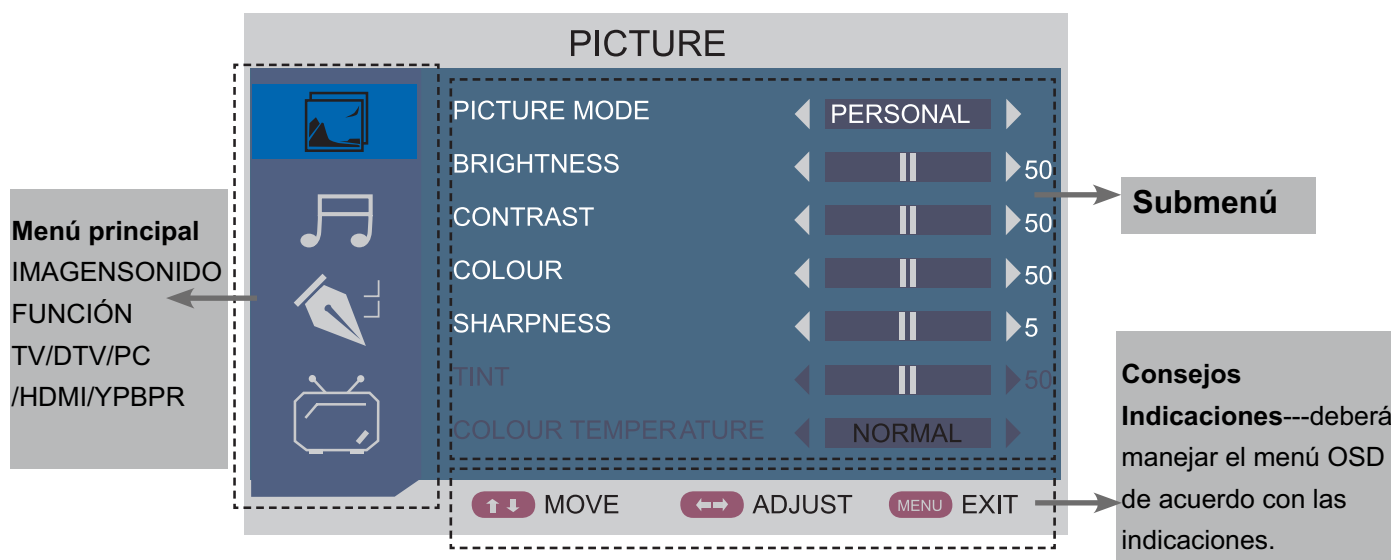 PICTURE
PICTURE MODE PERSONAL
BRIGHTNESS 50
CONTRAST 50
COLOUR 50
SHARPNESS 5
TINT 50
COLOUR TEMPERATURE NORMAL
MOVE ADJUST MENU EXIT
Menú principal
IMAGENSONIDO
FUNCIÓN
TV/DTV/PC
/HDMI/YPBPR
Submenú
Consejos
Indicaciones---deberá
manejar el menú OSD
de acuerdo con las
indicaciones.